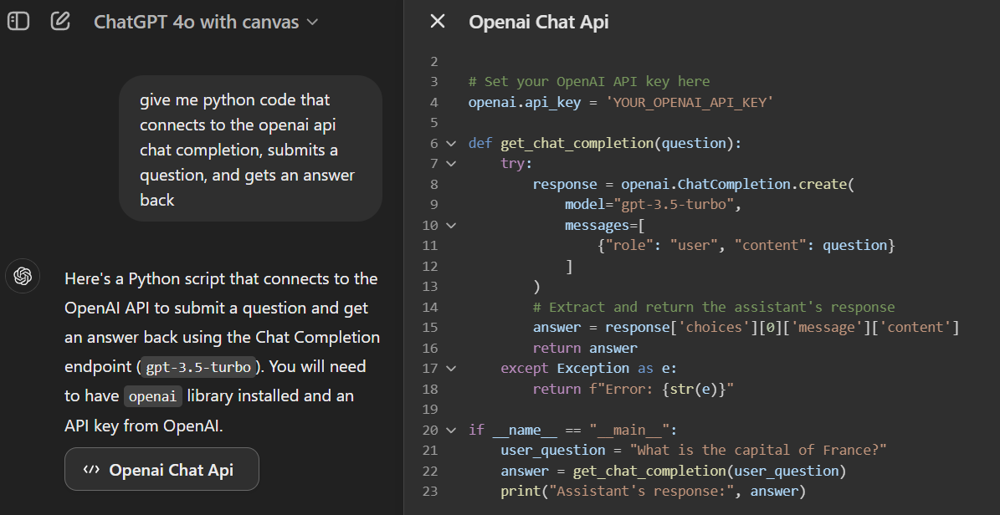 ChatGPT 4o with canvas
give me python code that
connects to the openai api
chat completion, submits a
question, and gets an answer
back
Here's a Python script that connects to the
OpenAI API to submit a question and get
an answer back using the Chat Completion
endpoint (gpt-3.5-turbo). You will need
to have openai library installed and an
API key from OpenAI.
Openai Chat Api
Openai Chat Api
2
3 # Set your OpenAI API key here
4 openai.api_key = 'YOUR_OPENAI_API_KEY'
5
6 def get_chat_completion(question):
7     try:
8         response = openai.ChatCompletion.create(
9             model="gpt-3.5-turbo",
10             messages=[
11                 {"role": "user", "content": question}
12             ]
13         )
14         # Extract and return the assistant's response
15         answer = response['choices'][0]['message']['content']
16         return answer
17     except Exception as e:
18         return f"Error: {str(e)}"
19
20 if __name__ == "__main__":
21     user_question = "What is the capital of France?"
22     answer = get_chat_completion(user_question)
23     print("Assistant's response:", answer)